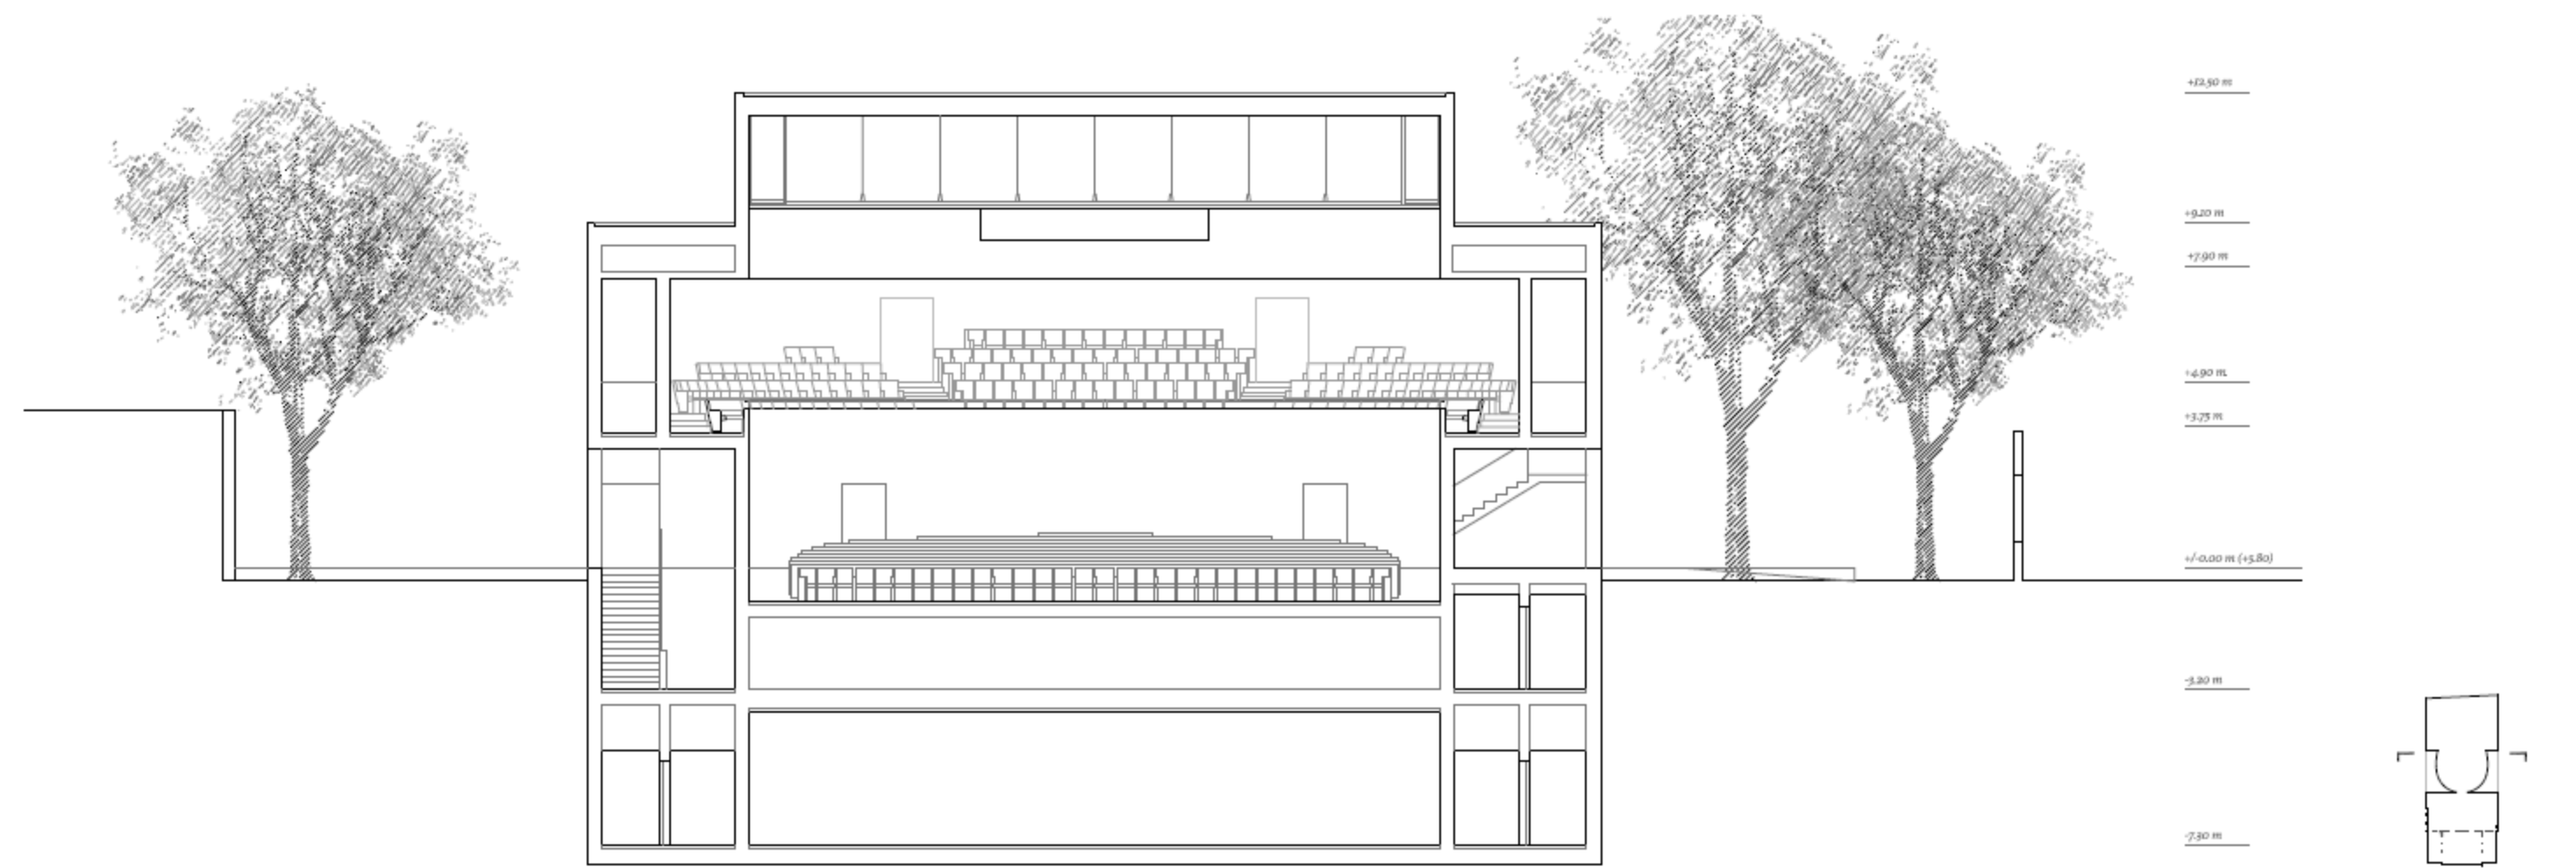 +12.50 m
+9.20 m
+7.90 m
+4.90 m
+3.75 m
+/-0.00 m (+5.80)
-3.20 m
-7.30 m